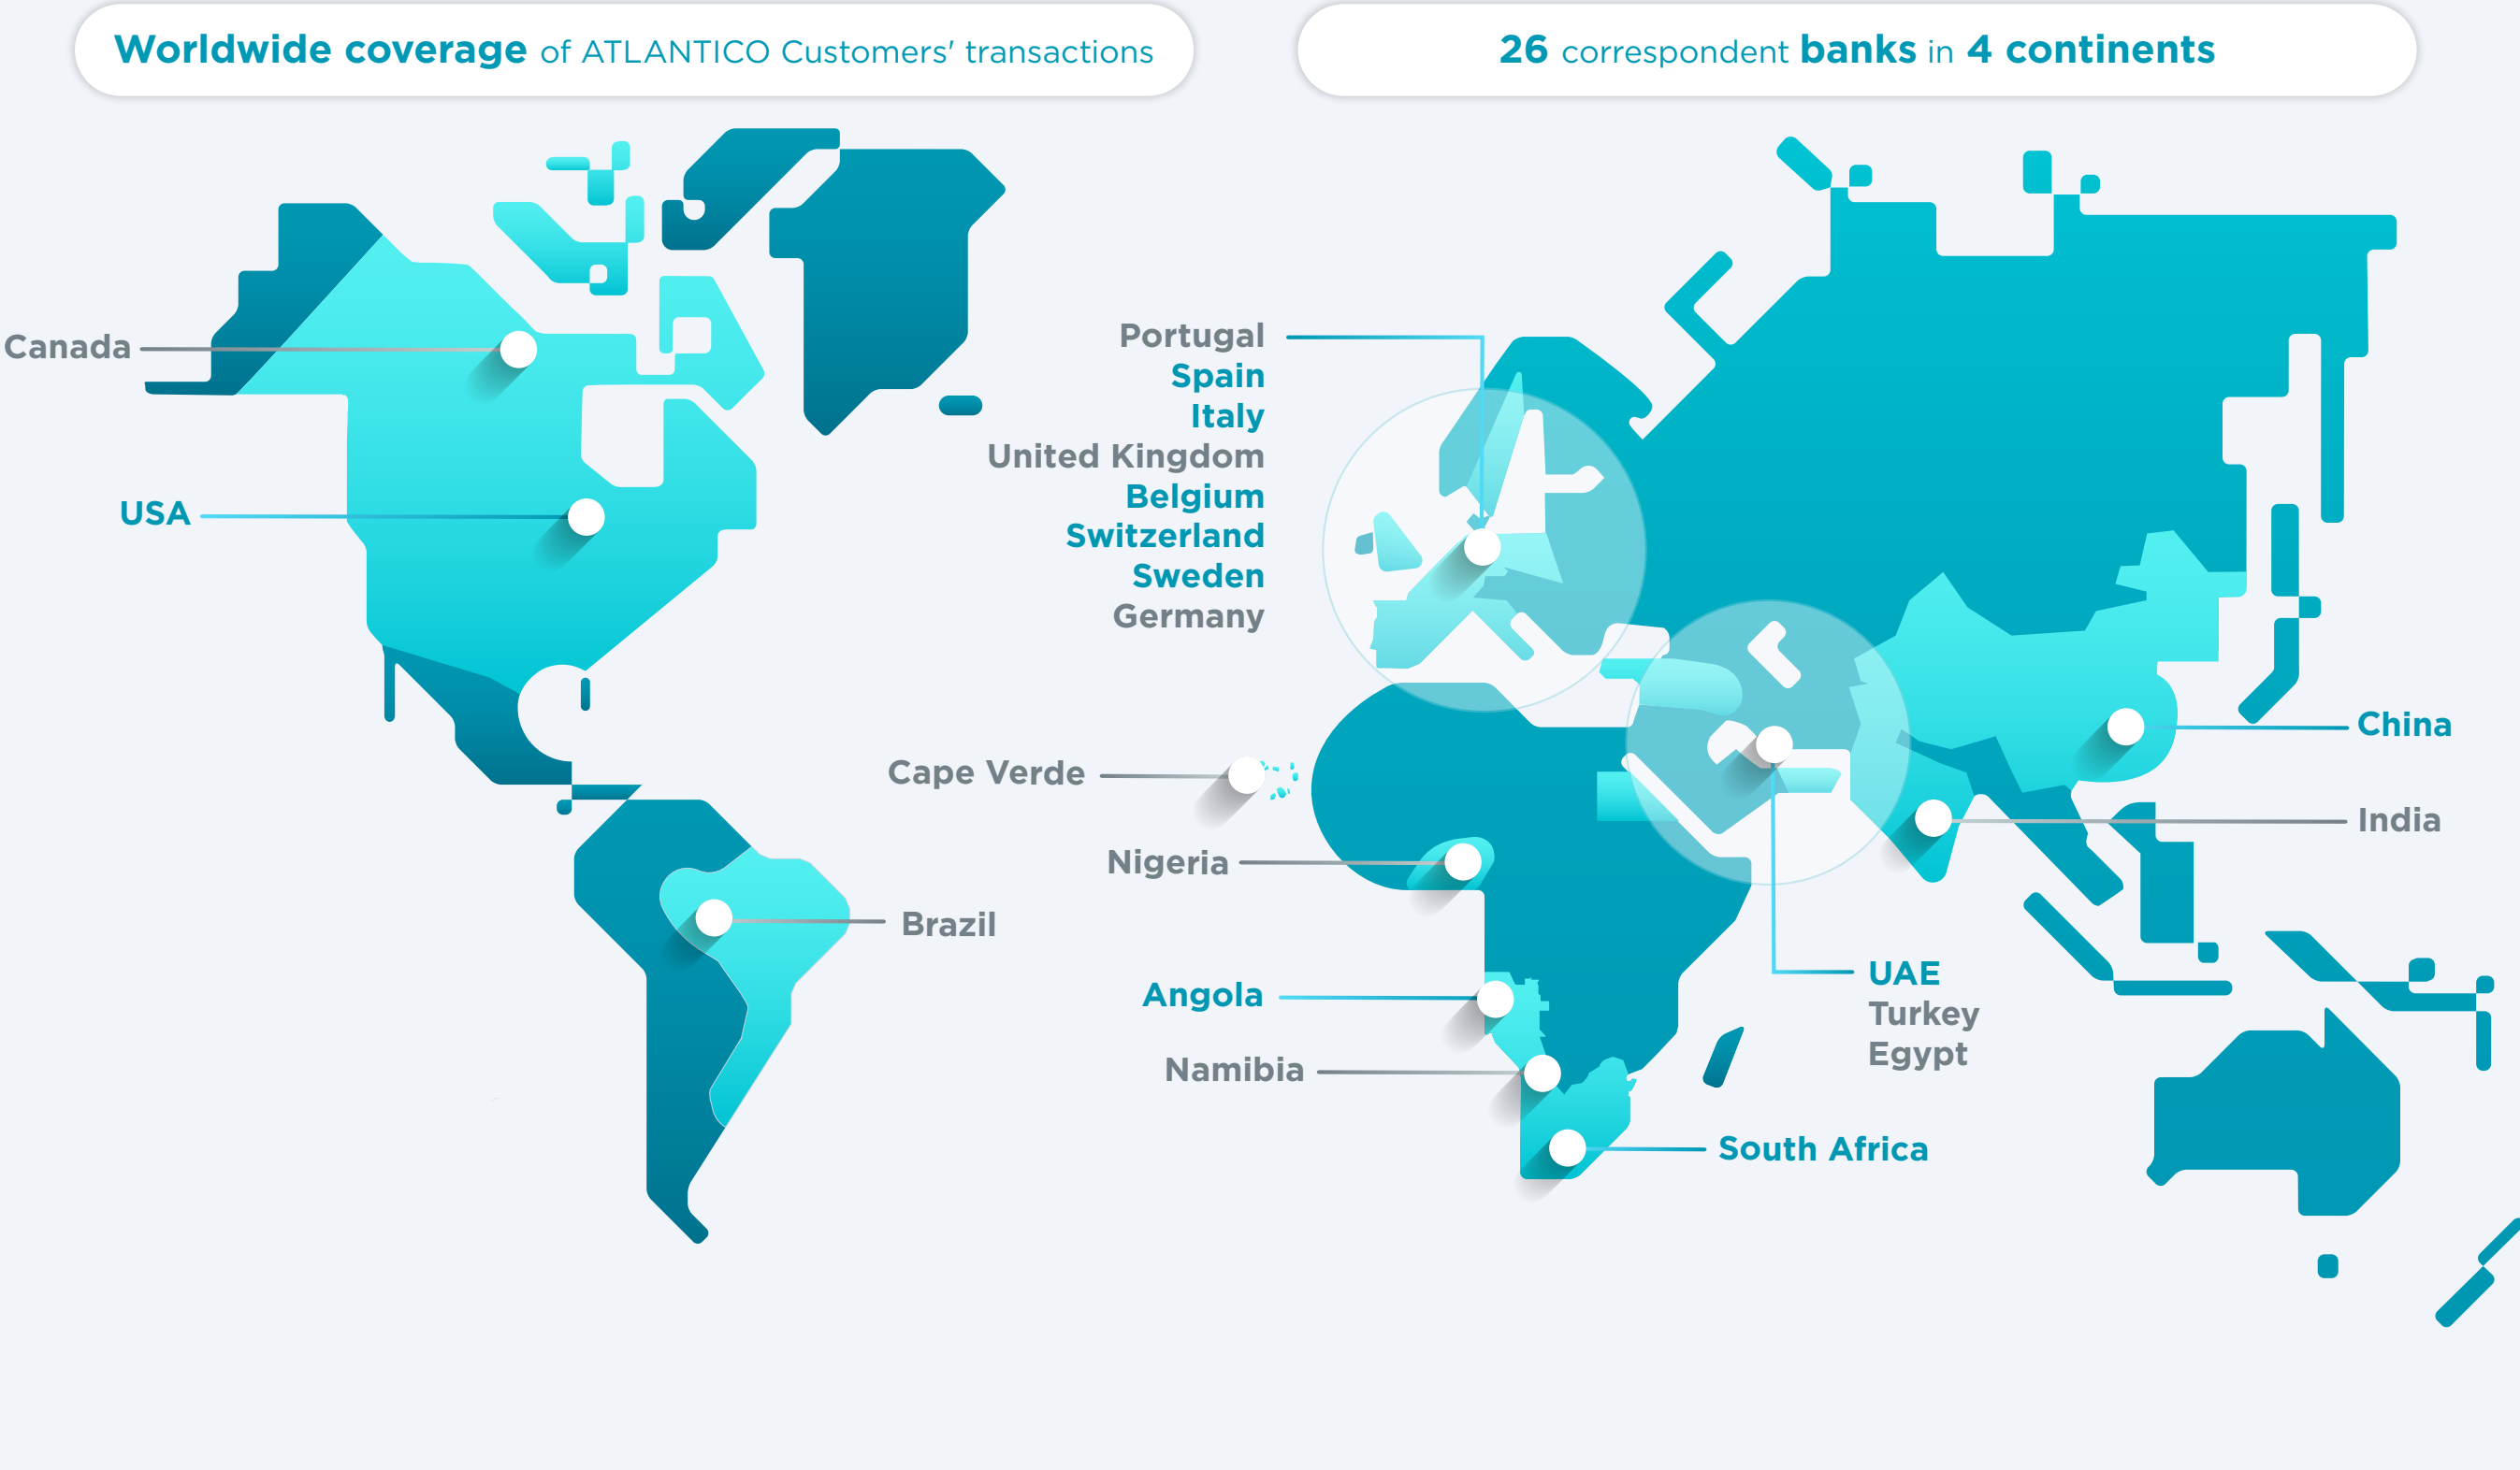 Worldwide coverage of ATLANTICO Customers' transactions
26 correspondent banks in 4 continents
Canada
USA
Portugal
Spain
Italy
United Kingdom
Belgium
Switzerland
Sweden
Germany
Cape Verde
Nigeria
Brazil
Angola
Namibia
South Africa
UAE
Turkey
Egypt
China
India